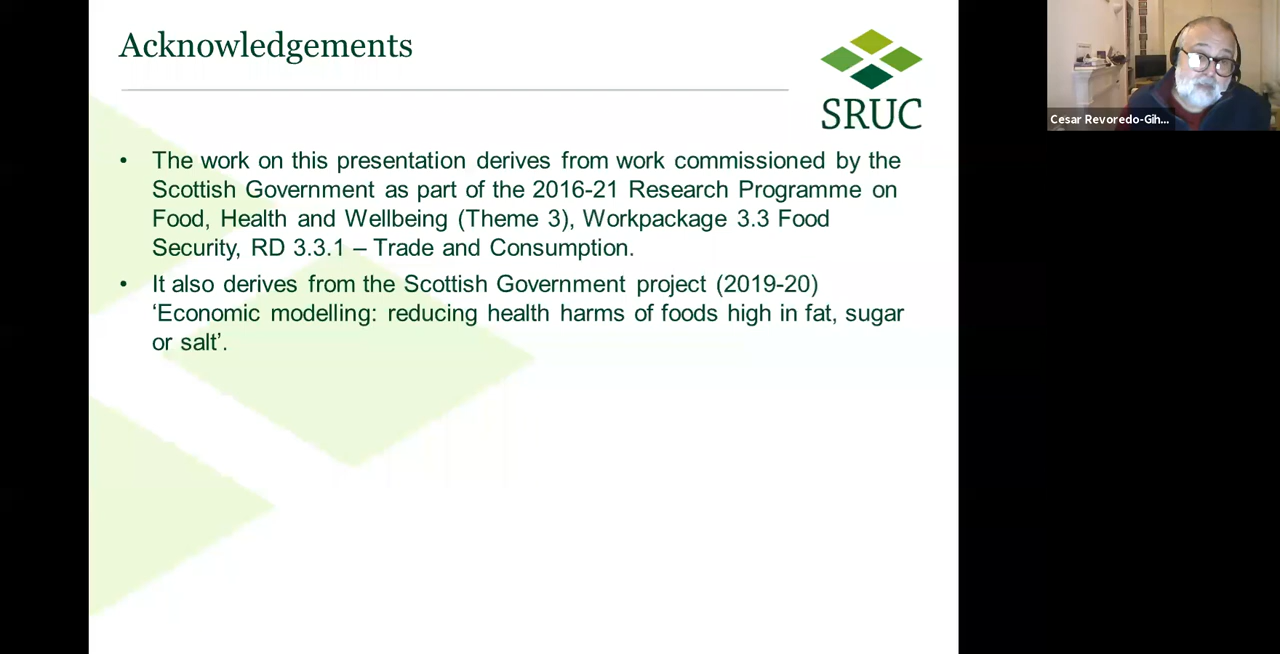 Acknowledgements
SRUC
• The work on this presentation derives from work commissioned by the
Scottish Government as part of the 2016-21 Research Programme on
Food, Health and Wellbeing (Theme 3), Workpackage 3.3 Food
Security, RD 3.3.1 – Trade and Consumption.
• It also derives from the Scottish Government project (2019-20)
‘Economic modelling: reducing health harms of foods high in fat, sugar
or salt’.
Cesar Revoredo-Gih...